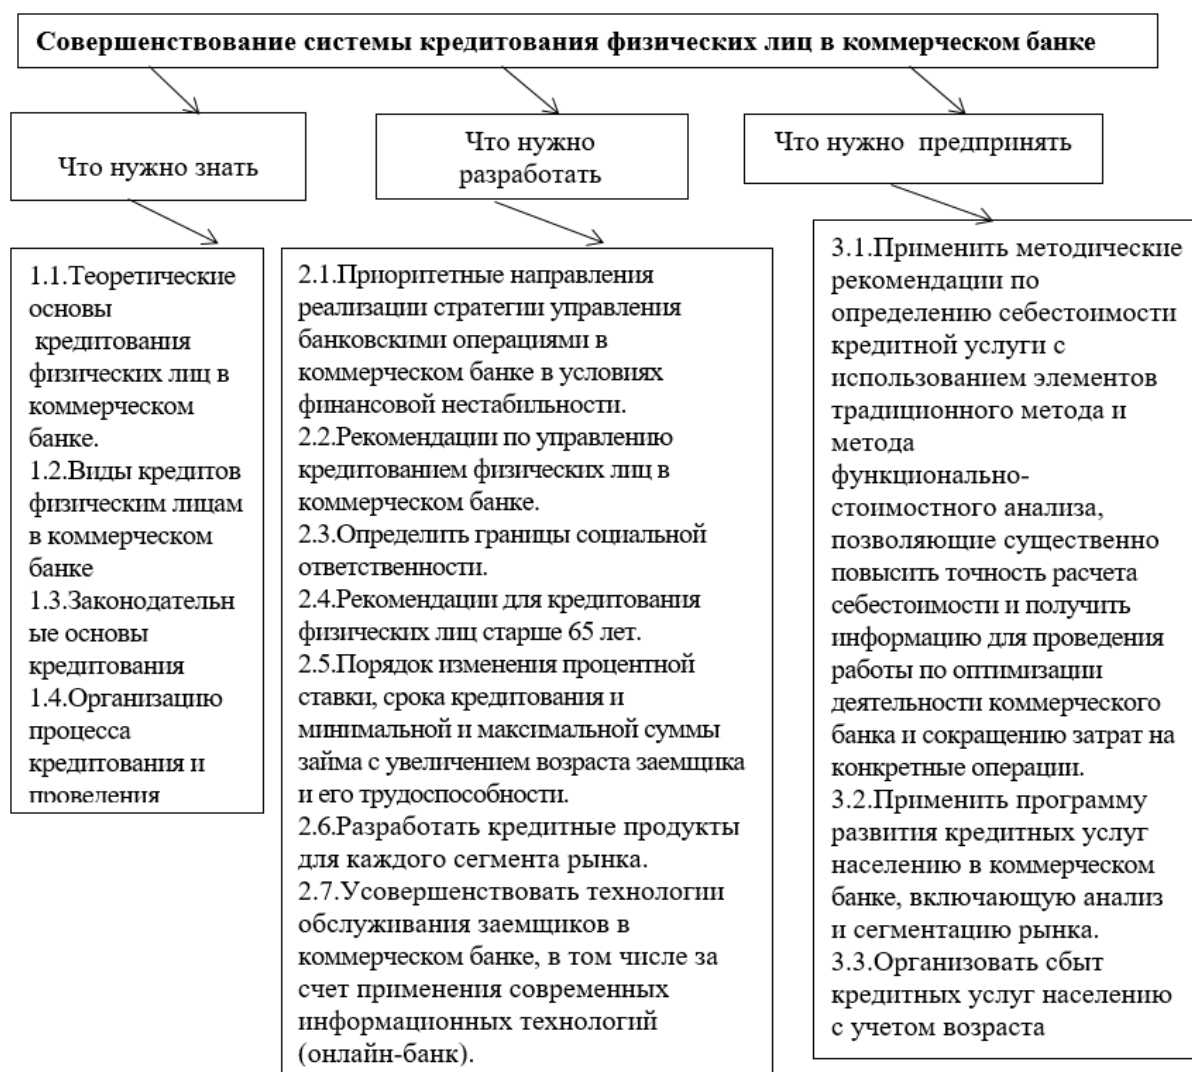 Совершенствование системы кредитования физических лиц в коммерческом банке
Что нужно знать
Что нужно
разработать
Что нужно предпринять
1.1.Теоретические
основы
кредитования
физических лиц в
коммерческом
банке.
1.2.Виды кредитов
физическим лицам
в коммерческом
банке
1.3.Законодательн
ые основы
кредитования
1.4.Организацию
процесса
кредитования и
проведения
2.1.Приоритетные направления
реализации стратегии управления
банковскими операциями в
коммерческом банке в условиях
финансовой нестабильности.
2.2.Рекомендации по управлению
кредитованием физических лиц в
коммерческом банке.
2.3.Определить границы социальной
ответственности.
2.4.Рекомендации для кредитования
физических лиц старше 65 лет.
2.5.Порядок изменения процентной
ставки, срока кредитования и
минимальной и максимальной суммы
займа с увеличением возраста заемщика
и его трудоспособности.
2.6.Разработать кредитные продукты
для каждого сегмента рынка.
2.7.Усовершенствовать технологии
обслуживания заемщиков в
коммерческом банке, в том числе за
счет применения современных
информационных технологий
(онлайн-банк).
3.1.Применить методические
рекомендации по
определению себестоимости
кредитной услуги с
использованием элементов
традиционного метода и
метода
функционально-
стоимостного анализа,
позволяющие существенно
повысить точность расчета
себестоимости и получить
информацию для проведения
работы по оптимизации
деятельности коммерческого
банка и сокращению затрат на
конкретные операции.
3.2.Применить программу
развития кредитных услуг
населению в коммерческом
банке, включающую анализ
и сегментацию рынка.
3.3.Организовать сбыт
кредитных услуг населению
с учетом возраста